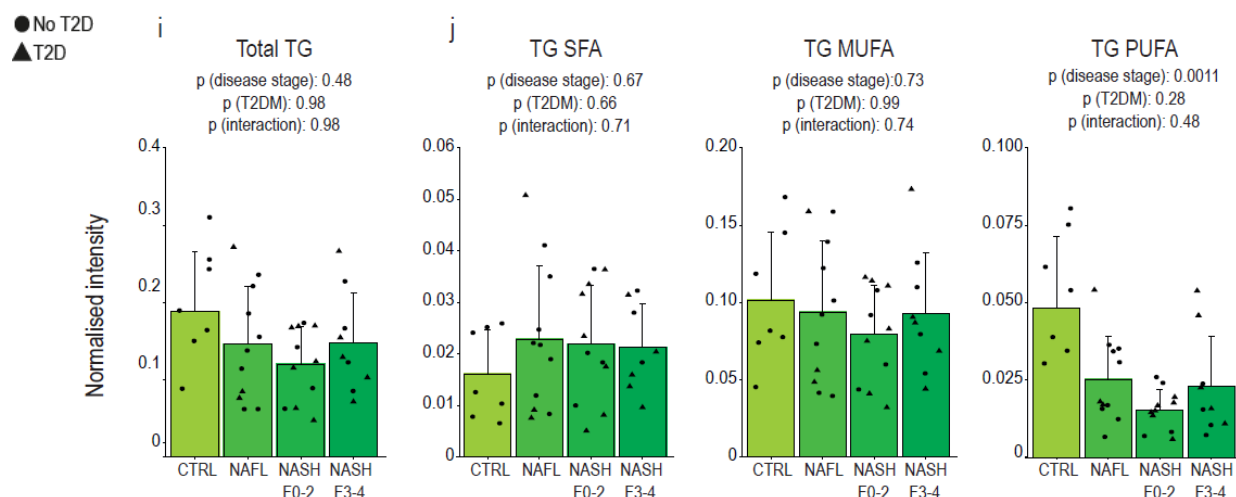 No T2D
T2D
i
Total TG
p (disease stage): 0.48
p (T2DM): 0.98
p (interaction): 0.98
Normalised intensity
0.4
0.3
0.2
0.1
0
CTRL NAFL NASH F0-2 NASH F3-4
j
TG SFA
p (disease stage): 0.67
p (T2DM): 0.66
p (interaction): 0.71
0.06
0.05
0.04
0.03
0.02
0.01
0
CTRL NAFL NASH F0-2 NASH F3-4
TG MUFA
p (disease stage):0.73
p (T2DM): 0.99
p (interaction): 0.74
0.20
0.15
0.10
0.05
0
CTRL NAFL NASH F0-2 NASH F3-4
TG PUFA
p (disease stage): 0.0011
p (T2DM): 0.28
p (interaction): 0.48
0.100
0.075
0.050
0.025
0
CTRL NAFL NASH F0-2 NASH F3-4